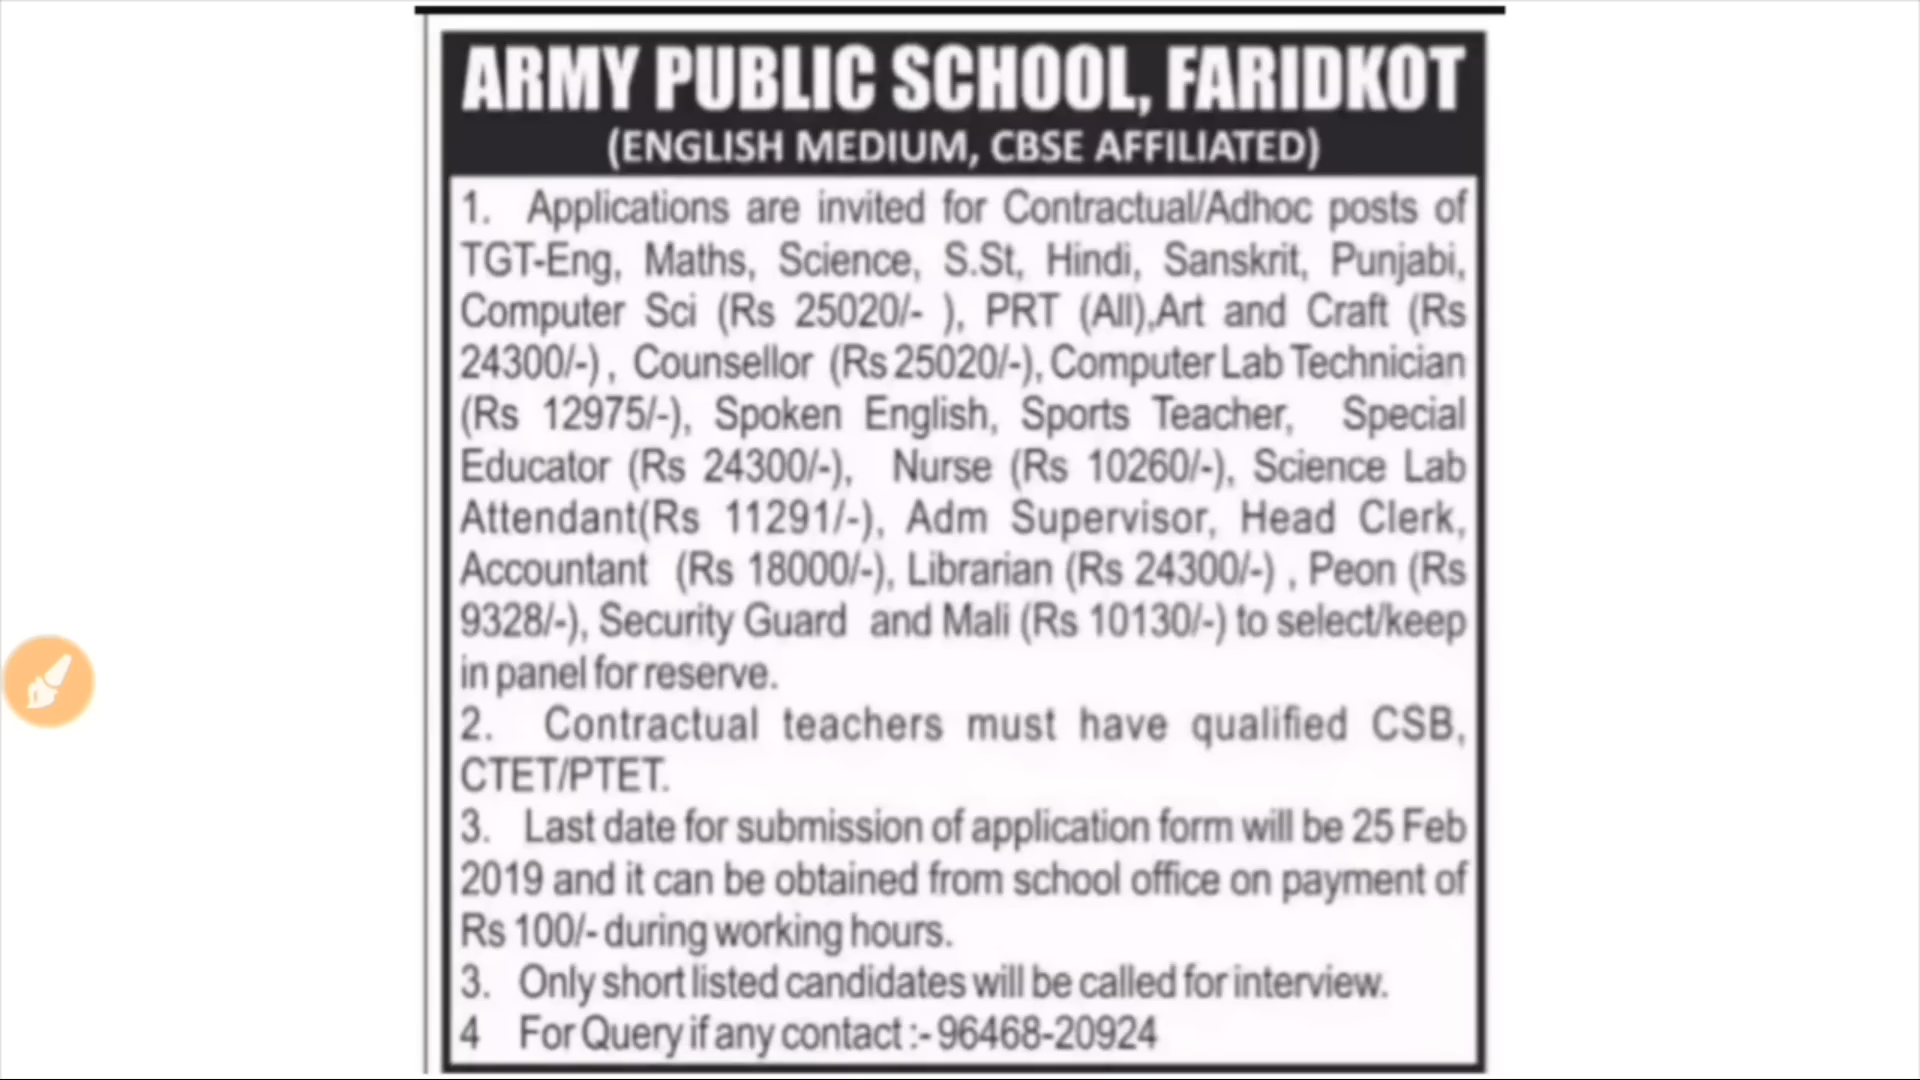 ARMY PUBLIC SCHOOL, FARIDKOT
(ENGLISH MEDIUM, CBSE AFFILIATED)
1. Applications are invited for Contractual/Adhoc posts of
TGT-Eng, Maths, Science, S.St, Hindi, Sanskrit, Punjabi,
Computer Sci (Rs 25020/- ), PRT (All),Art and Craft (Rs
24300/-) , Counsellor (Rs 25020/-), Computer Lab Technician
(Rs 12975/-), Spoken English, Sports Teacher, Special
Educator (Rs 24300/-), Nurse (Rs 10260/-), Science Lab
Attendant(Rs 11291/-), Adm Supervisor, Head Clerk,
Accountant (Rs 18000/-), Librarian (Rs 24300/-) , Peon (Rs
9328/-), Security Guard and Mali (Rs 10130/-) to select/keep
in panel for reserve.
2. Contractual teachers must have qualified CSB,
CTET/PTET.
3. Last date for submission of application form will be 25 Feb
2019 and it can be obtained from school office on payment of
Rs 100/- during working hours.
3. Only short listed candidates will be called for interview.
4 For Query if any contact :- 96468-20924